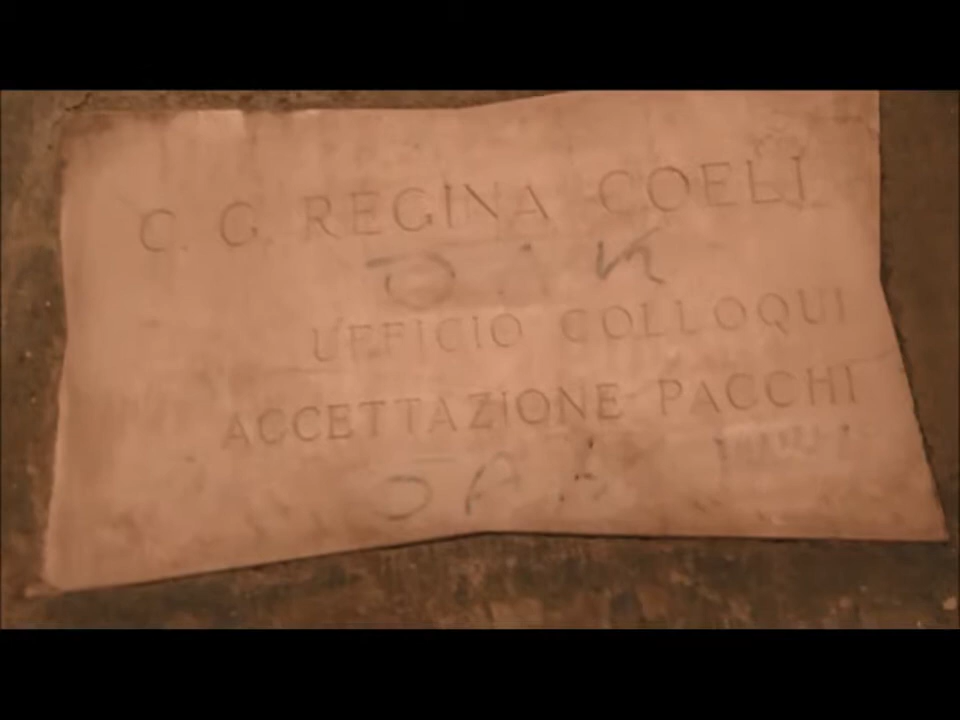 C. G. REGINA COELI
UFFICIO COLLOQUI
ACCETTAZIONE PACCHI